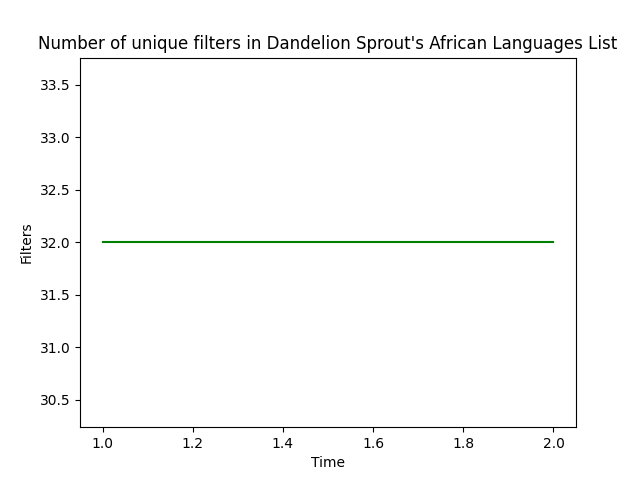 Number of unique filters in Dandelion Sprout's African Languages List
33.5
33.0
32.5
32.0
31.5
31.0
30.5
Filters
1.0 1.2 1.4 1.6 1.8 2.0
Time